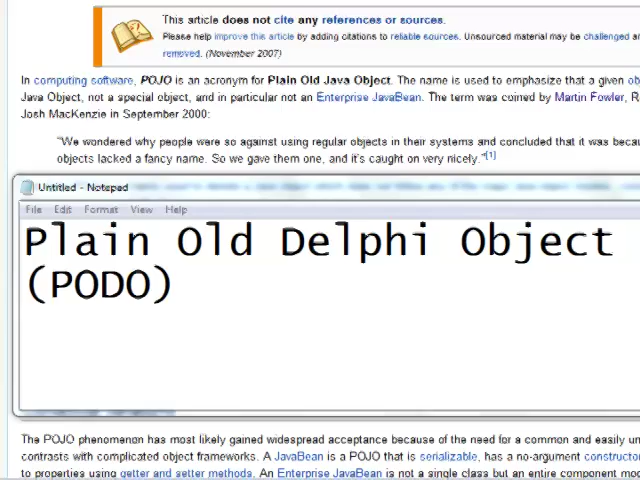 This article does not cite any references or sources.
Please help improve this article by adding citations to reliable sources. Unsourced material may be challenged
removed. (November 2007)
In computing software, POJO is an acronym for Plain Old Java Object. The name is used to emphasize that a given
Java Object, not a special object, and in particular not an Enterprise JavaBean. The term was coined by Martin Fowler, R
Josh MacKenzie in September 2000:
"We wondered why people were so against using regular objects in their systems and concluded that it was
objects lacked a fancy name. So we gave them one, and it's caught on very nicely."[1]
Untitled - Notepad
File Edit Format View Help
Plain Old Delphi Object
(PODO)
The POJO phenomenon has most likely gained widespread acceptance because of the need for a common and easily
contrasts with complicated object frameworks. A JavaBean is a POJO that is serializable, has a no-argument constructor
to properties using getter and setter methods. An Enterprise JavaBean is not a single class but an entire component